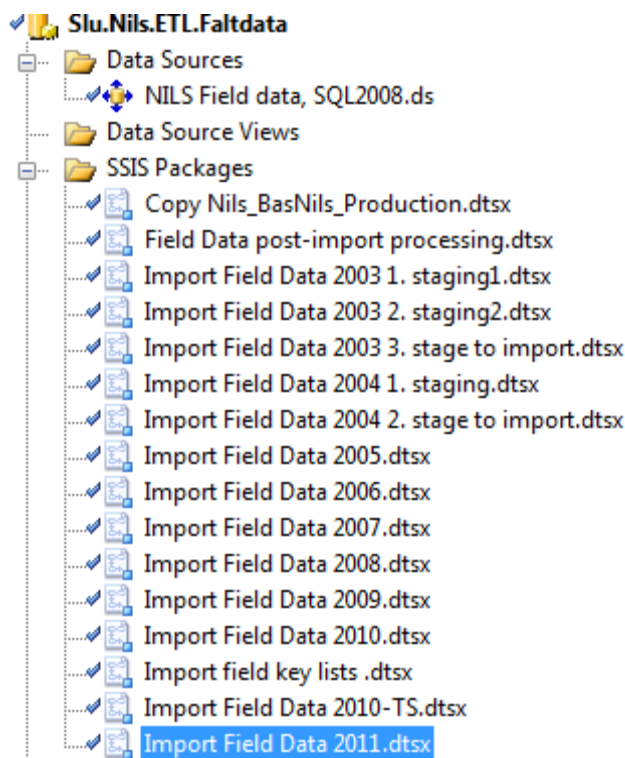 Slu.Nils.ETL.Faltdata
Data Sources
NILS Field data, SQL2008.ds
Data Source Views
SSIS Packages
Copy Nils_BasNils_Production.dtsx
Field Data post-import processing.dtsx
Import Field Data 2003 1. staging1.dtsx
Import Field Data 2003 2. staging2.dtsx
Import Field Data 2003 3. stage to import.dtsx
Import Field Data 2004 1. staging.dtsx
Import Field Data 2004 2. stage to import.dtsx
Import Field Data 2005.dtsx
Import Field Data 2006.dtsx
Import Field Data 2007.dtsx
Import Field Data 2008.dtsx
Import Field Data 2009.dtsx
Import Field Data 2010.dtsx
Import field key lists .dtsx
Import Field Data 2010-TS.dtsx
Import Field Data 2011.dtsx